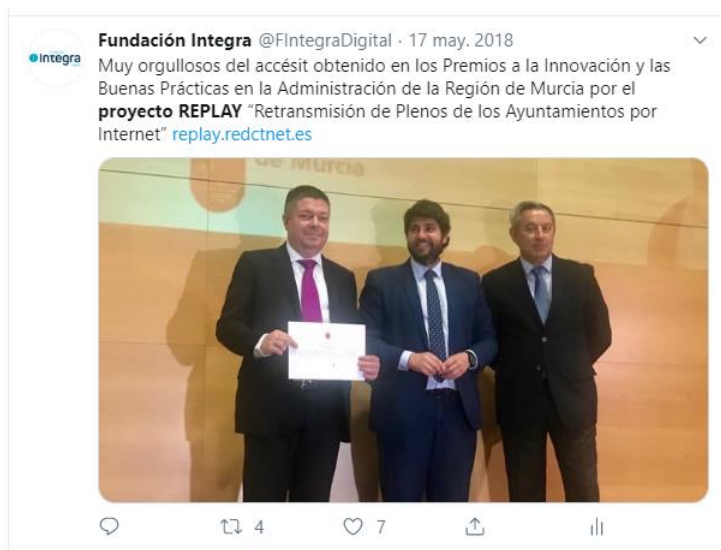 Fundación Integra @FIntegraDigital · 17 may. 2018
integra
Muy orgullosos del accésit obtenido en los Premios a la Innovación y las
Buenas Prácticas en la Administración de la Región de Murcia por el
proyecto REPLAY “Retransmisión de Plenos de los Ayuntamientos por
Internet” replay.redctnet.es
de Murcia
4 7